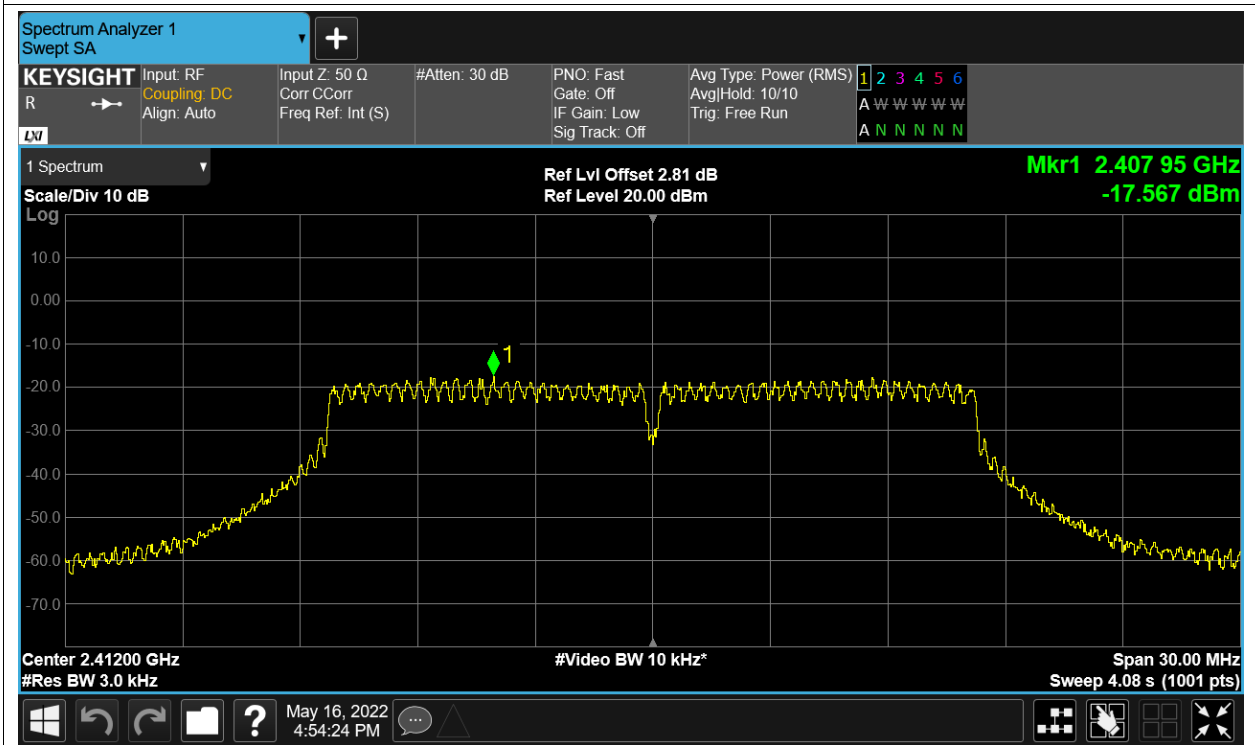 Spectrum Analyzer 1
Swept SA
KEYSIGHT
R
LXI
Input: RF
Coupling: DC
Align: Auto
Input Z: 50 Ω
Corr CCorr
Freq Ref: Int (S)
#Atten: 30 dB
PNO: Fast
Gate: Off
IF Gain: Low
Sig Track: Off
Avg Type: Power (RMS)
Avg|Hold: 10/10
Trig: Free Run
1 2 3 4 5 6
A W W W W W
A N N N N N
1 Spectrum
Scale/Div 10 dB
Log
Ref Lvl Offset 2.81 dB
Ref Level 20.00 dBm
Mkr1 2.407 95 GHz
-17.567 dBm
10.0
0.00
-10.0
1
-20.0
-30.0
-40.0
-50.0
-60.0
-70.0
Center 2.41200 GHz
#Res BW 3.0 kHz
#Video BW 10 kHz*
Span 30.00 MHz
Sweep 4.08 s (1001 pts)
?
May 16, 2022
4:54:24 PM